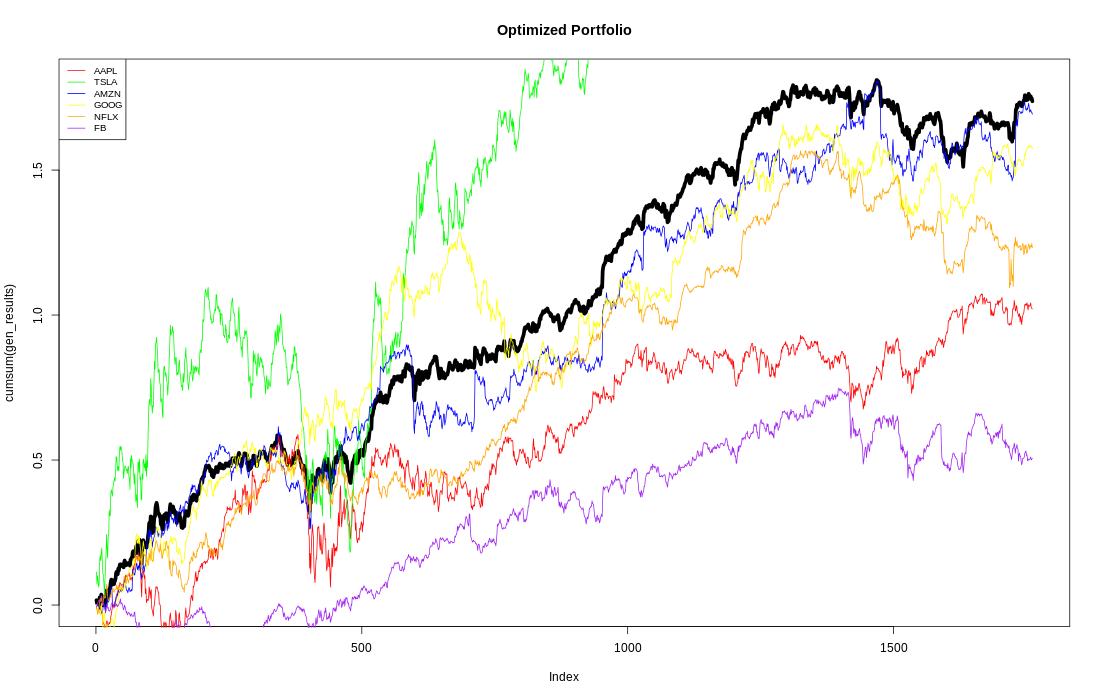 Optimized Portfolio
AAPL
TSLA
AMZN
GOOG
NFLX
FB
cumsum(gen_results)
1.5
1.0
0.5
0.0
0 500 1000 1500
Index